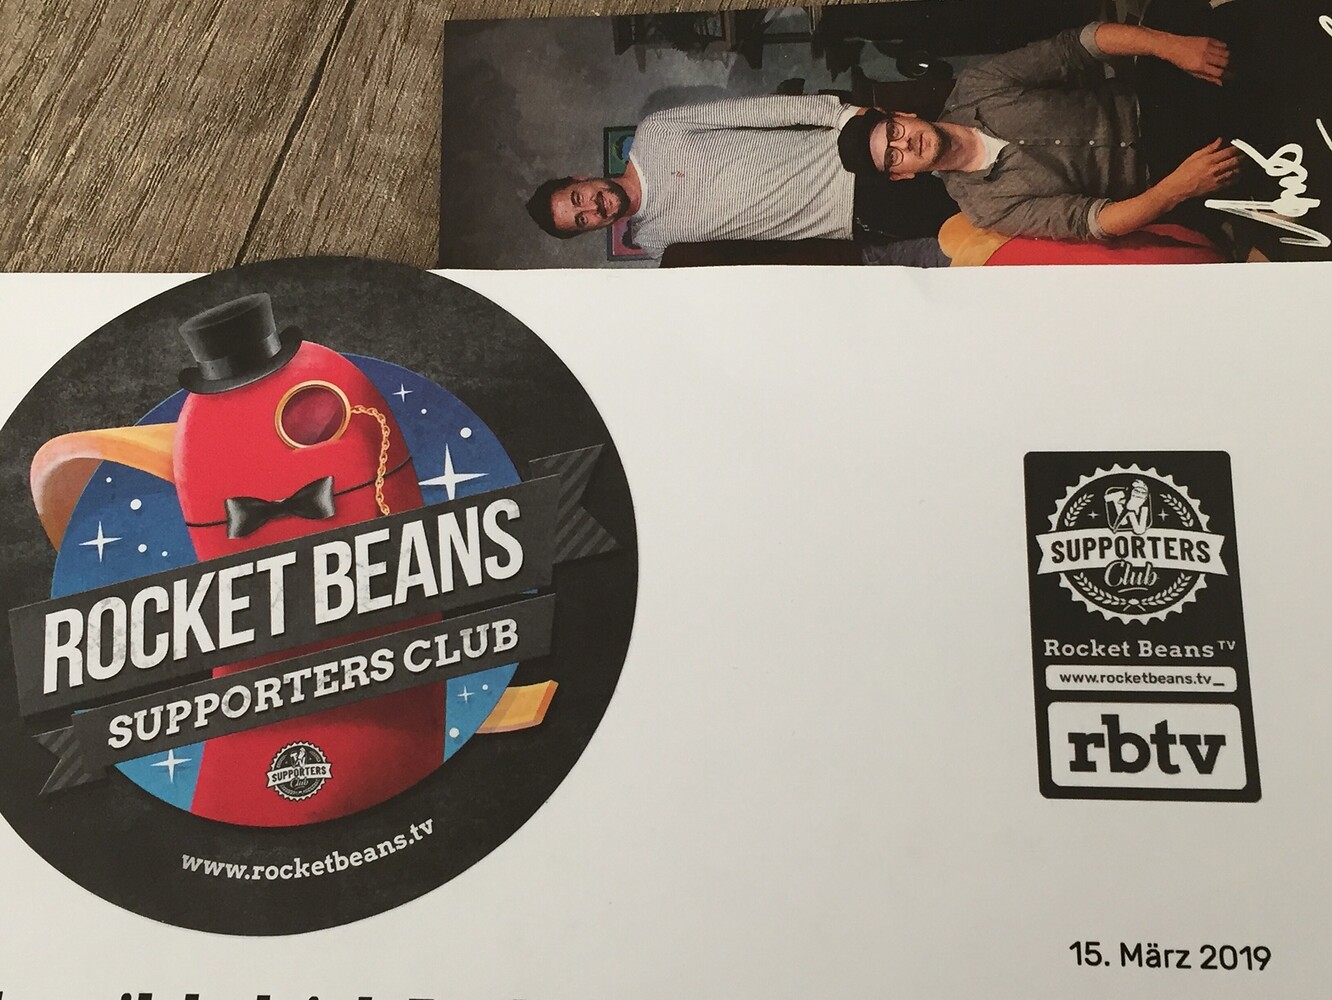 ROCKET BEANS
SUPPORTERS CLUB
SUPPORTERS
Club
www.rocketbeans.tv
SUPPORTERS
Club
Rocket Beans TV
www.rocketbeans.tv_
rbtv
15. März 2019